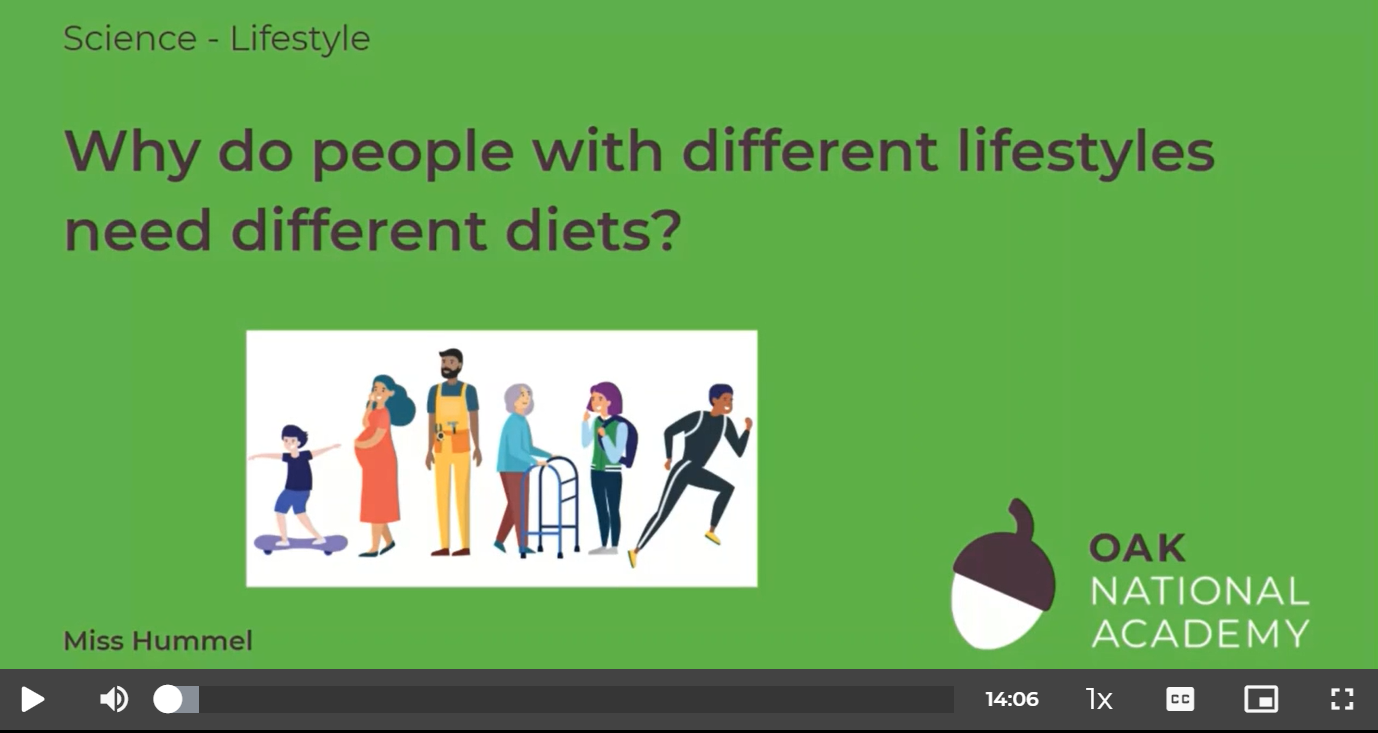 Science - Lifestyle
Why do people with different lifestyles
need different diets?
OAK
NATIONAL
ACADEMY
Miss Hummel
14:06
1x
CC